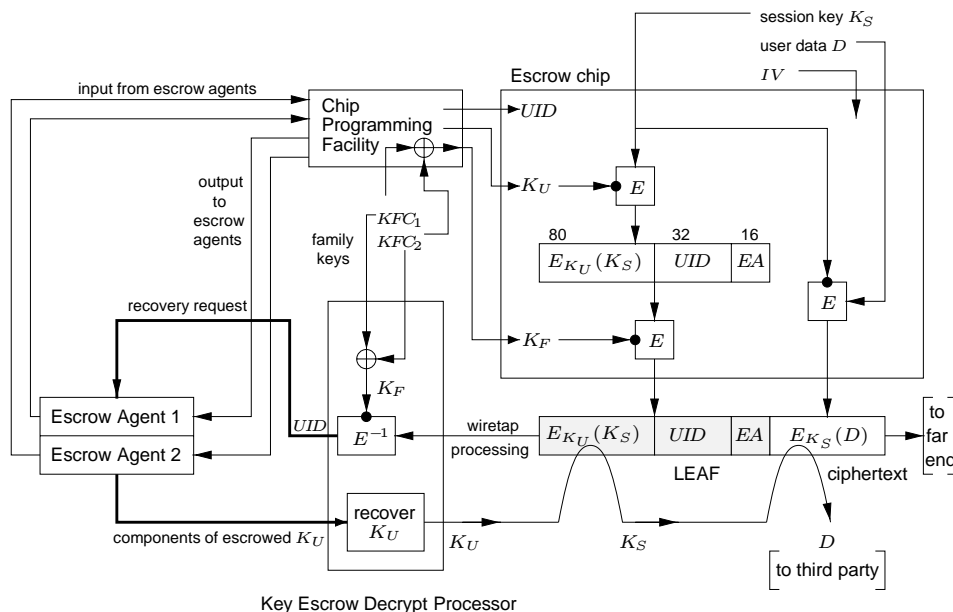 session key K_S
user data D
IV
Escrow chip
input from escrow agents
Chip
Programming
Facility
UID
output
to
escrow
agents
K_U
E
KFC_1
KFC_2
family
keys
80
32
16
E_{K_U}(K_S)
UID
EA
E
recovery request
K_F
E
K_F
Escrow Agent 1
Escrow Agent 2
UID
E^{-1}
wiretap
processing
E_{K_U}(K_S)
UID
EA
E_{K_S}(D)
to
far
end
LEAF
ciphertext
recover
K_U
components of escrowed K_U
K_U
K_S
D
to third party
Key Escrow Decrypt Processor